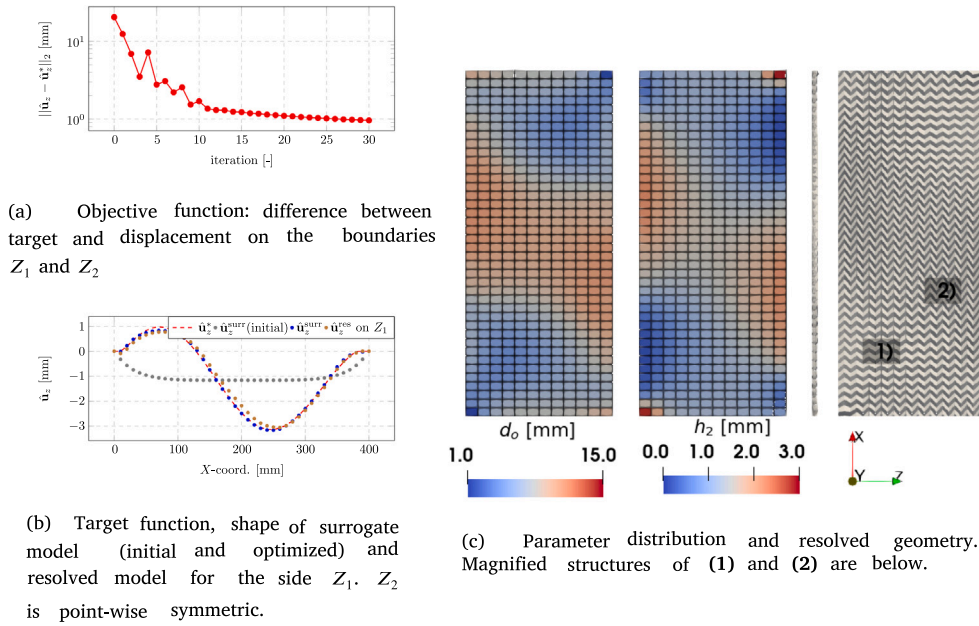 10¹
10⁰
||û_z − û*_z||₂ [mm]
0 5 10 15 20 25 30
iteration [-]
(a) Objective function: difference between
target and displacement on the boundaries
Z₁ and Z₂
û*_z û_z^surr(initial) û_z^surr û_z^res on Z₁
1
0
−1
−2
−3
û_z [mm]
0 100 200 300 400
X-coord. [mm]
(b) Target function, shape of surrogate
model (initial and optimized) and
resolved model for the side Z₁. Z₂
is point-wise symmetric.
2)
1)
d_o [mm]
1.0 15.0
h₂ [mm]
0.0 1.0 2.0 3.0
X
Y Z
(c) Parameter distribution and resolved geometry.
Magnified structures of (1) and (2) are below.